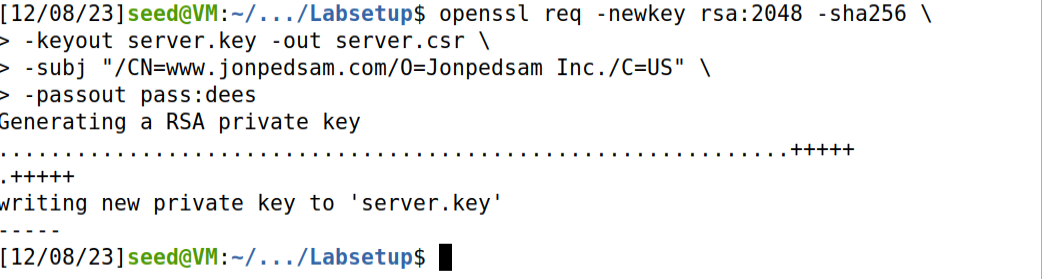 [12/08/23]seed@VM:~/.../Labsetup$ openssl req -newkey rsa:2048 -sha256 \
> -keyout server.key -out server.csr \
> -subj "/CN=www.jonpedsam.com/O=Jonpedsam Inc./C=US" \
> -passout pass:dees
Generating a RSA private key
..............................................................+++++
.+++++
writing new private key to 'server.key'
-----
[12/08/23]seed@VM:~/.../Labsetup$